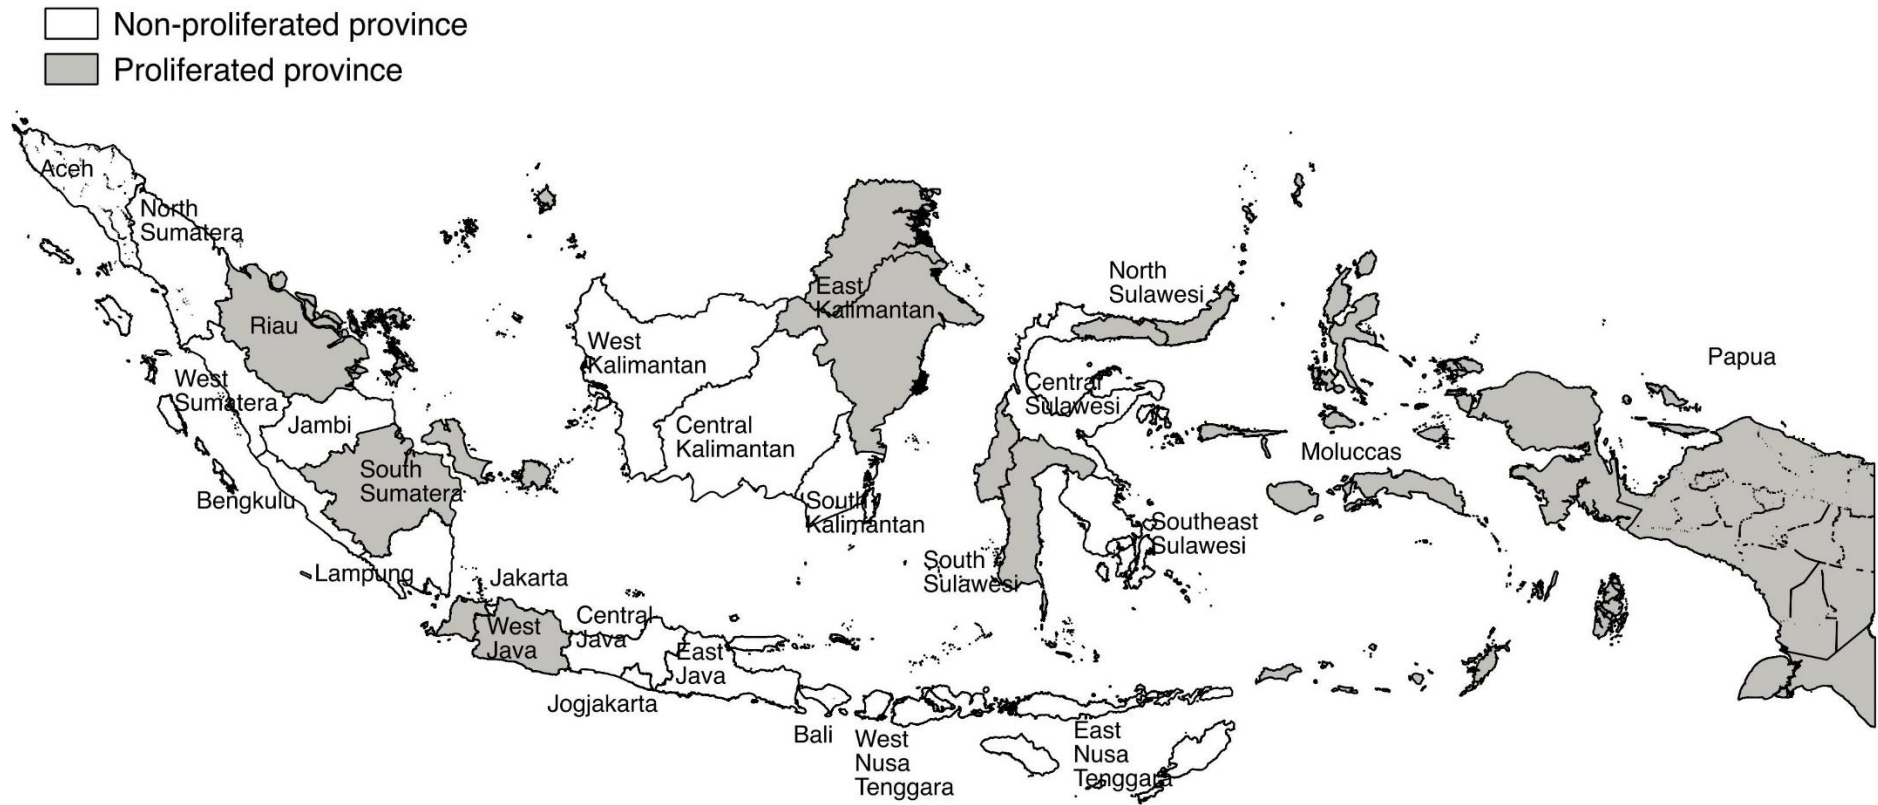 Non-proliferated province
Proliferated province
Aceh
North
Sumatera
Riau
West
Sumatera
Jambi
South
Sumatera
Bengkulu
Lampung
Jakarta
West
Java
Central
Java
Jogjakarta
East
Java
Bali
West
Nusa
Tenggara
East
Nusa
Tenggara
West
Kalimantan
Central
Kalimantan
East
Kalimantan
South
Kalimantan
North
Sulawesi
Central
Sulawesi
South
Sulawesi
Southeast
Sulawesi
Moluccas
Papua